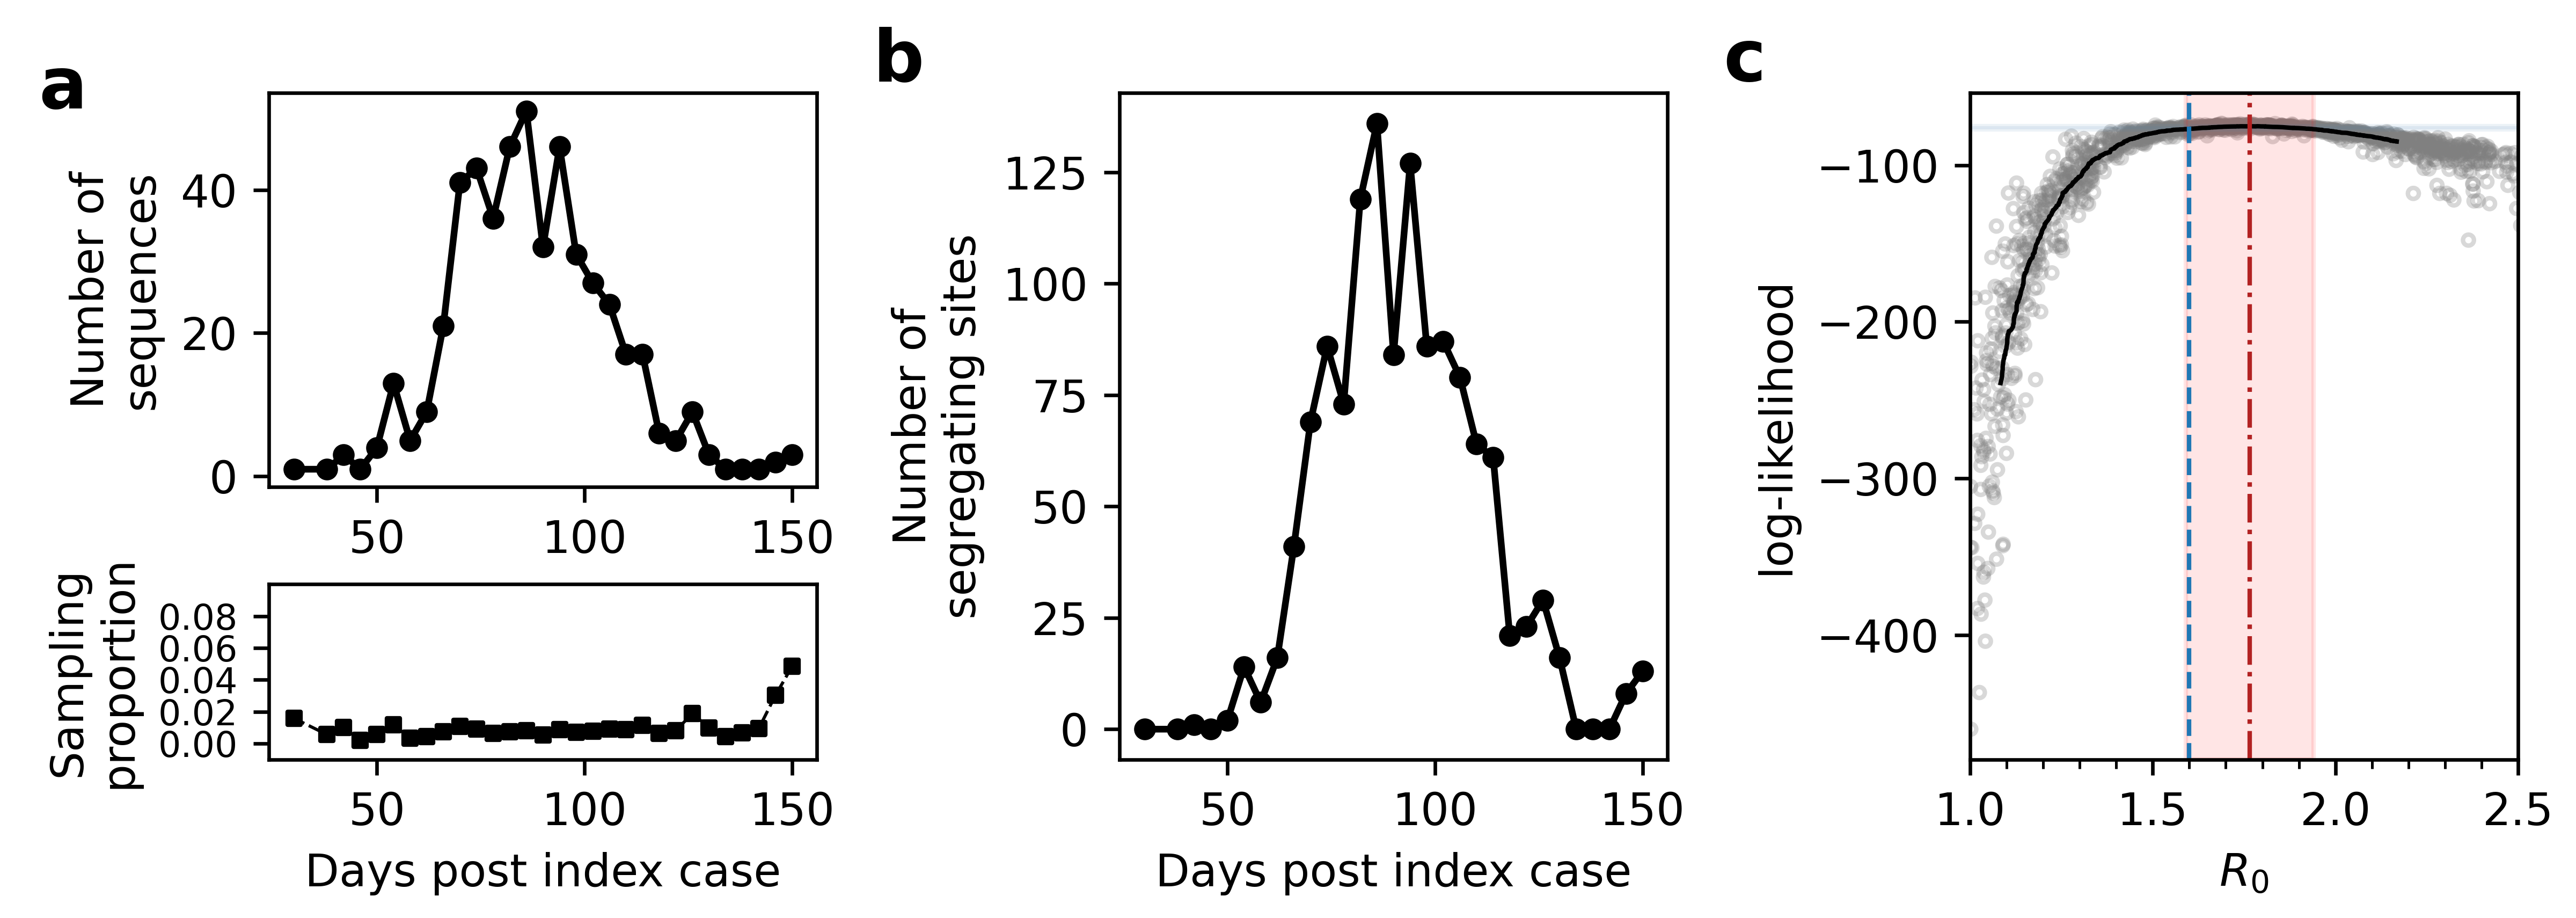 a
Number of
sequences
40
20
0
50 100 150
Sampling
proportion
0.08
0.06
0.04
0.02
0.00
50 100 150
Days post index case
b
Number of
segregating sites
125
100
75
50
25
0
50 100 150
Days post index case
c
log-likelihood
−100
−200
−300
−400
1.0 1.5 2.0 2.5
R₀